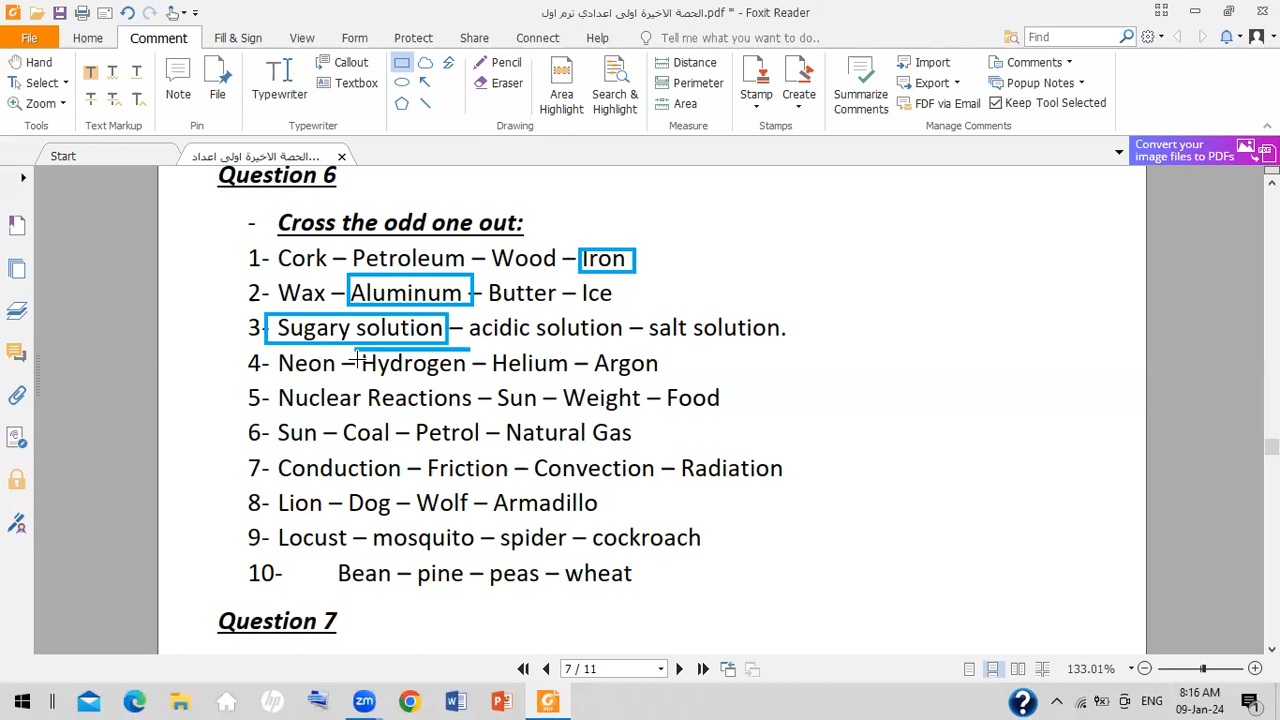 الحصة الاخيرة اولى اعدادي ترم اول.pdf * - Foxit Reader
File Home Comment Fill & Sign View Form Protect Share Connect Help Tell me what you want to do.. Find
Hand
Select
Zoom
Tools
Text Markup
Note
File
Pin
Typewriter
Callout
Textbox
Typewriter
Pencil
Eraser
Area Highlight
Search & Highlight
Drawing
Distance
Perimeter
Area
Measure
Stamp
Create
Stamps
Summarize Comments
Import
Export
FDF via Email
Comments
Popup Notes
Keep Tool Selected
Manage Comments
Start
الحصة الاخيرة اولى اعداد...
Convert your
image files to PDFs
Question 6
- Cross the odd one out:
1- Cork – Petroleum – Wood – Iron
2- Wax – Aluminum – Butter – Ice
3- Sugary solution – acidic solution – salt solution.
4- Neon – Hydrogen – Helium – Argon
5- Nuclear Reactions – Sun – Weight – Food
6- Sun – Coal – Petrol – Natural Gas
7- Conduction – Friction – Convection – Radiation
8- Lion – Dog – Wolf – Armadillo
9- Locust – mosquito – spider – cockroach
10- Bean – pine – peas – wheat
Question 7
7 / 11
133.01%
hp
zm
ENG
8:16 AM
09-Jan-24